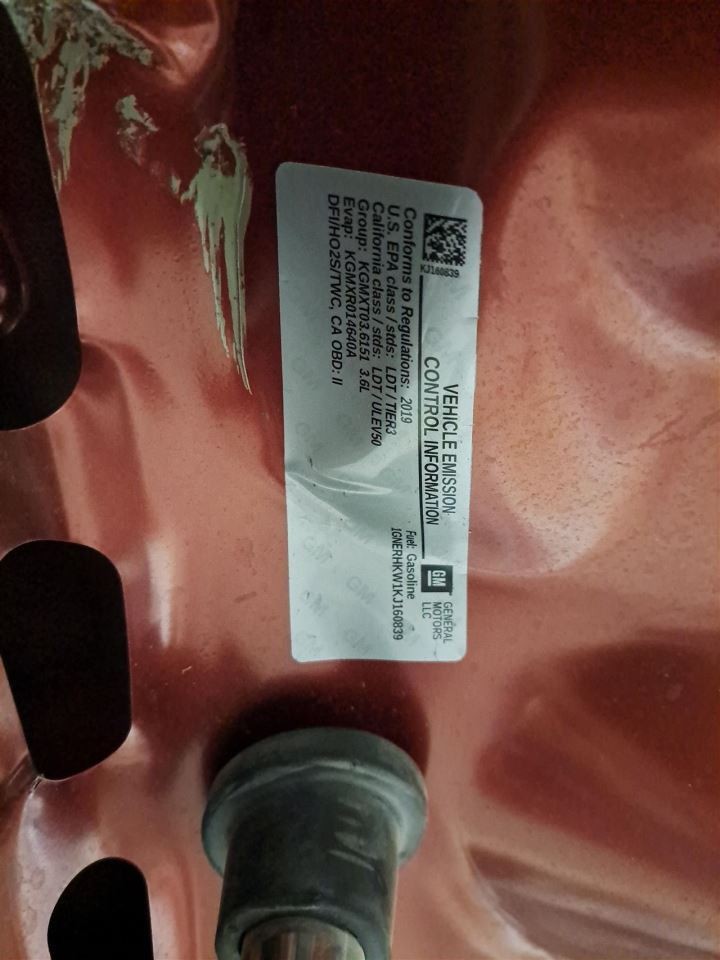 KJ160839
VEHICLE EMISSION
CONTROL INFORMATION
GM
GENERAL
MOTORS
LLC
Conforms to Regulations: 2019
U.S. EPA class / stds: LDT / TIER3
California class / stds: LDT / ULEV50
Group: KGMXT03.6151 3.6L
Evap: KGMXR014640A
DFI/HO2S/TWC, CA OBD: II
Fuel: Gasoline
1GNERHKW1KJ160839